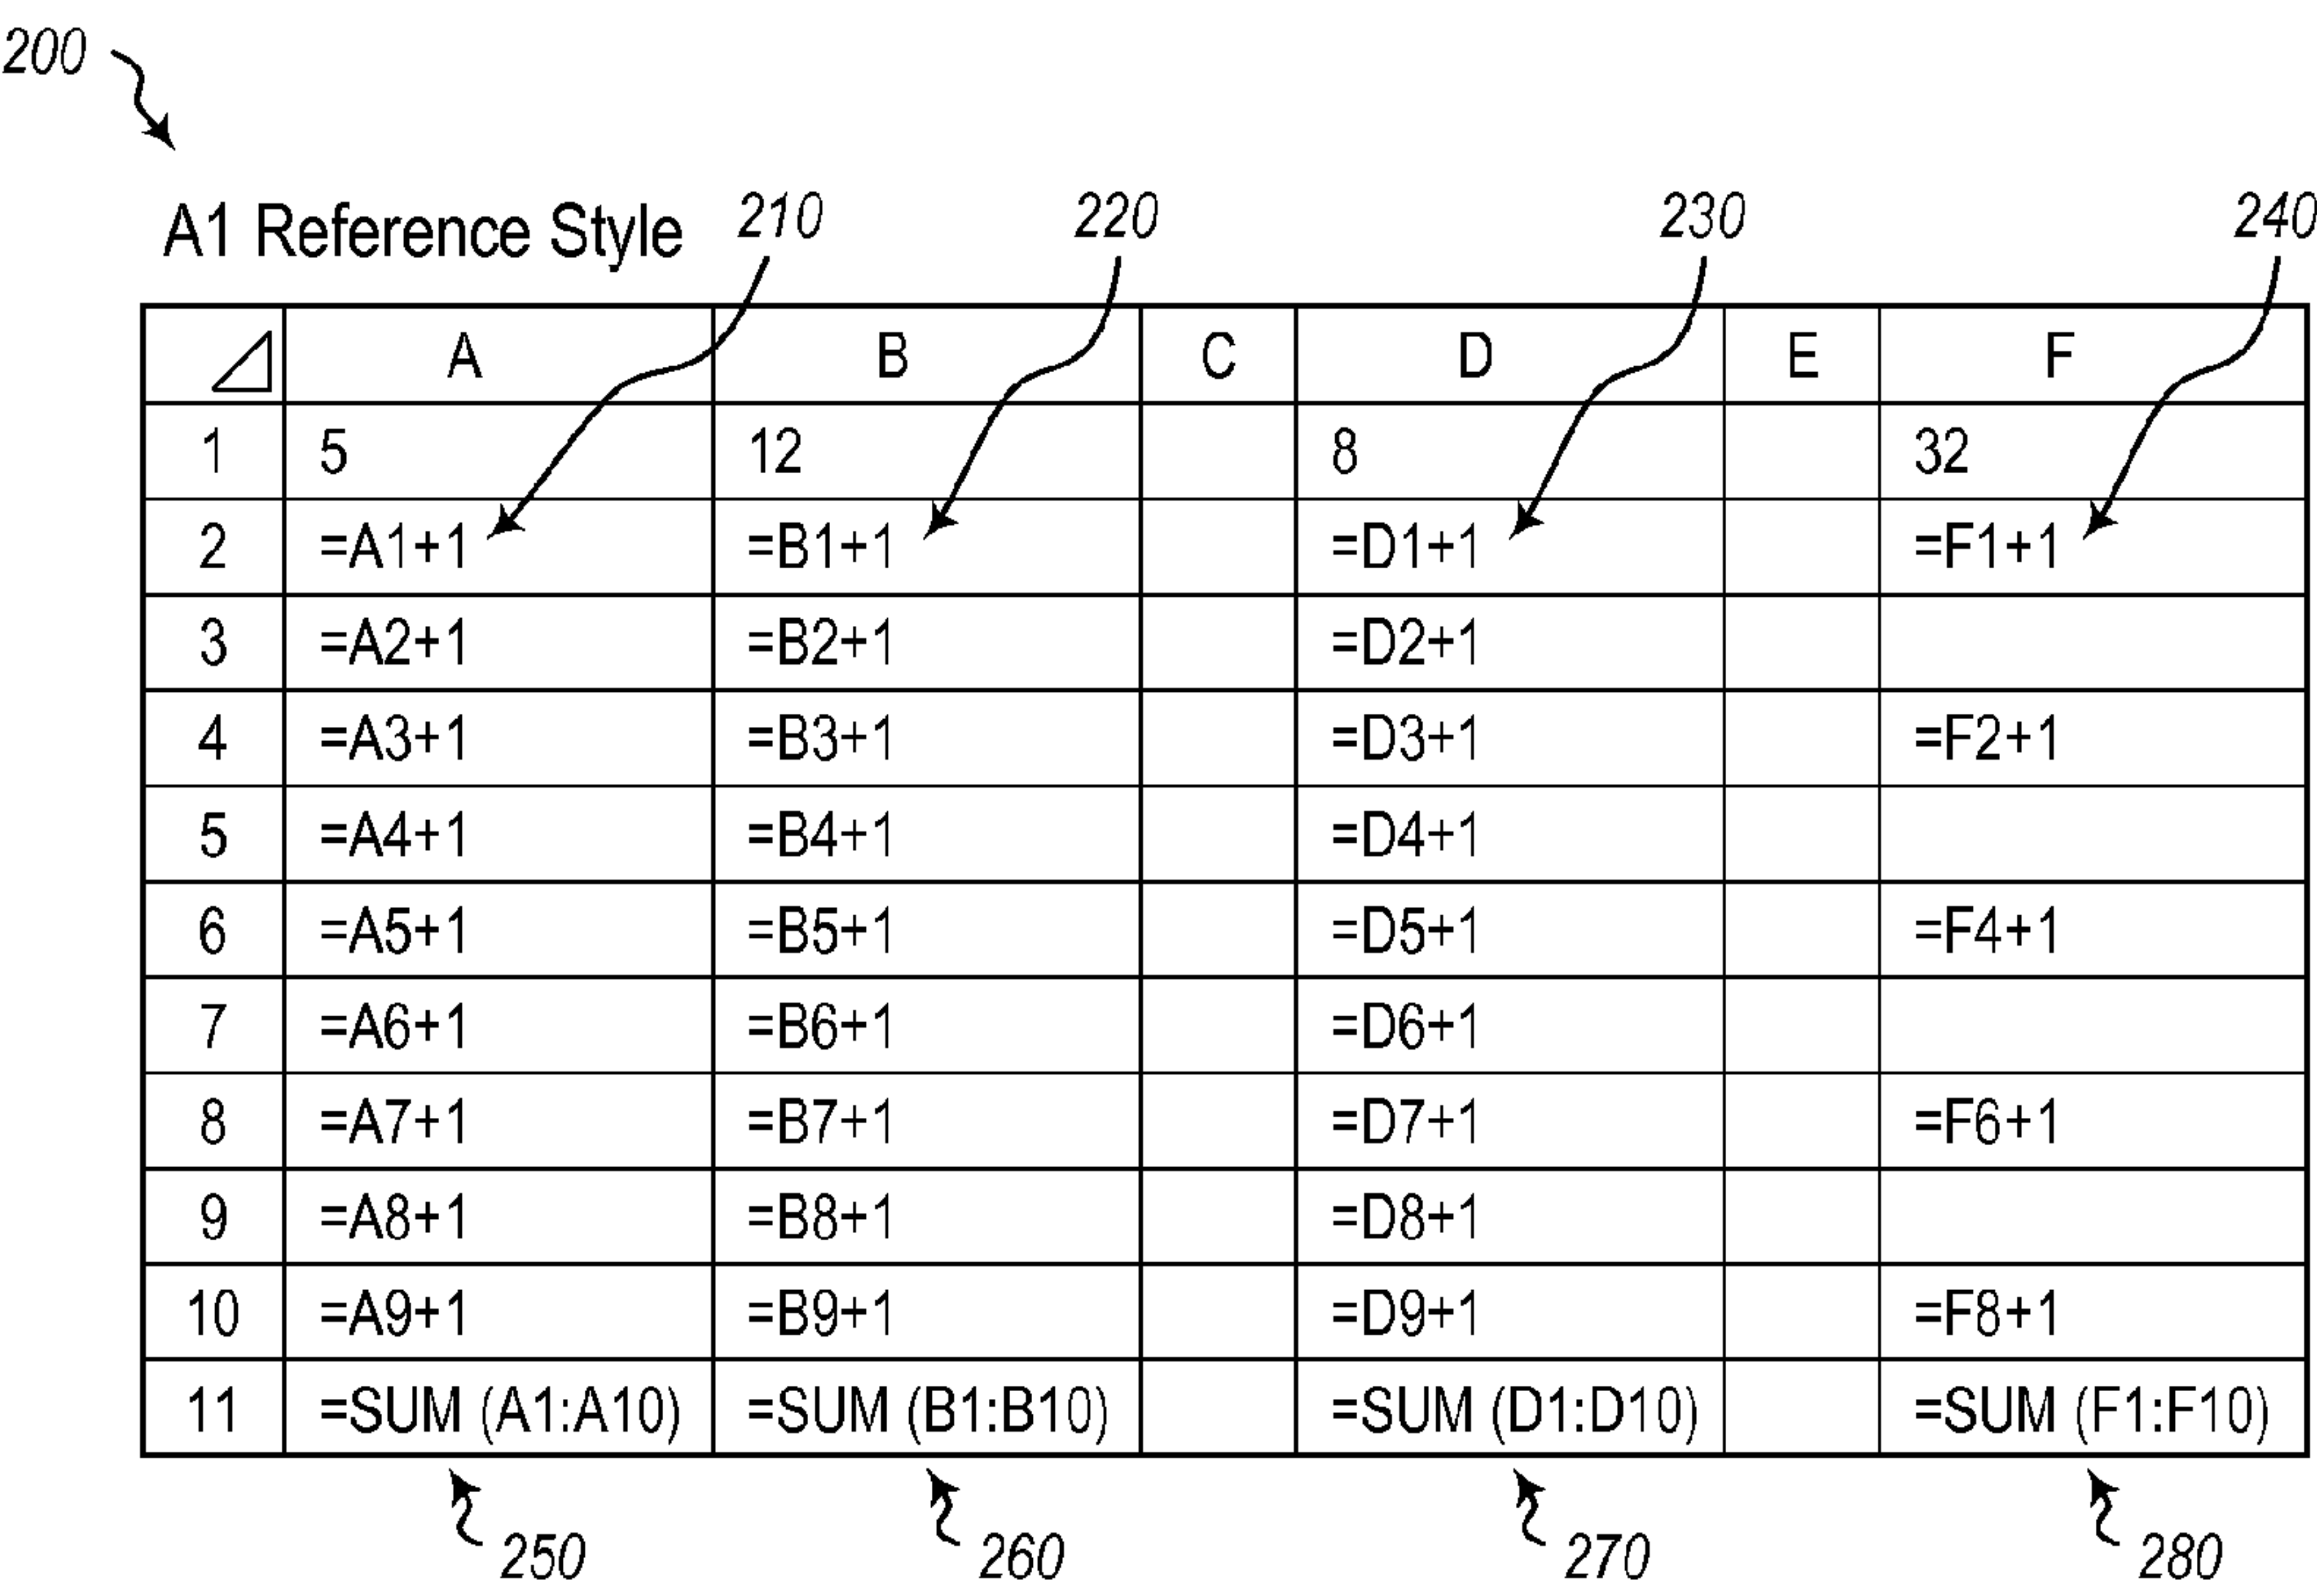 200
A1 Reference Style 210 220 230 240
A B C D E F
1 5 12 8 32
2 =A1+1 =B1+1 =D1+1 =F1+1
3 =A2+1 =B2+1 =D2+1
4 =A3+1 =B3+1 =D3+1 =F2+1
5 =A4+1 =B4+1 =D4+1
6 =A5+1 =B5+1 =D5+1 =F4+1
7 =A6+1 =B6+1 =D6+1
8 =A7+1 =B7+1 =D7+1 =F6+1
9 =A8+1 =B8+1 =D8+1
10 =A9+1 =B9+1 =D9+1 =F8+1
11 =SUM (A1:A10) =SUM (B1:B10) =SUM (D1:D10) =SUM (F1:F10)
250 260 270 280